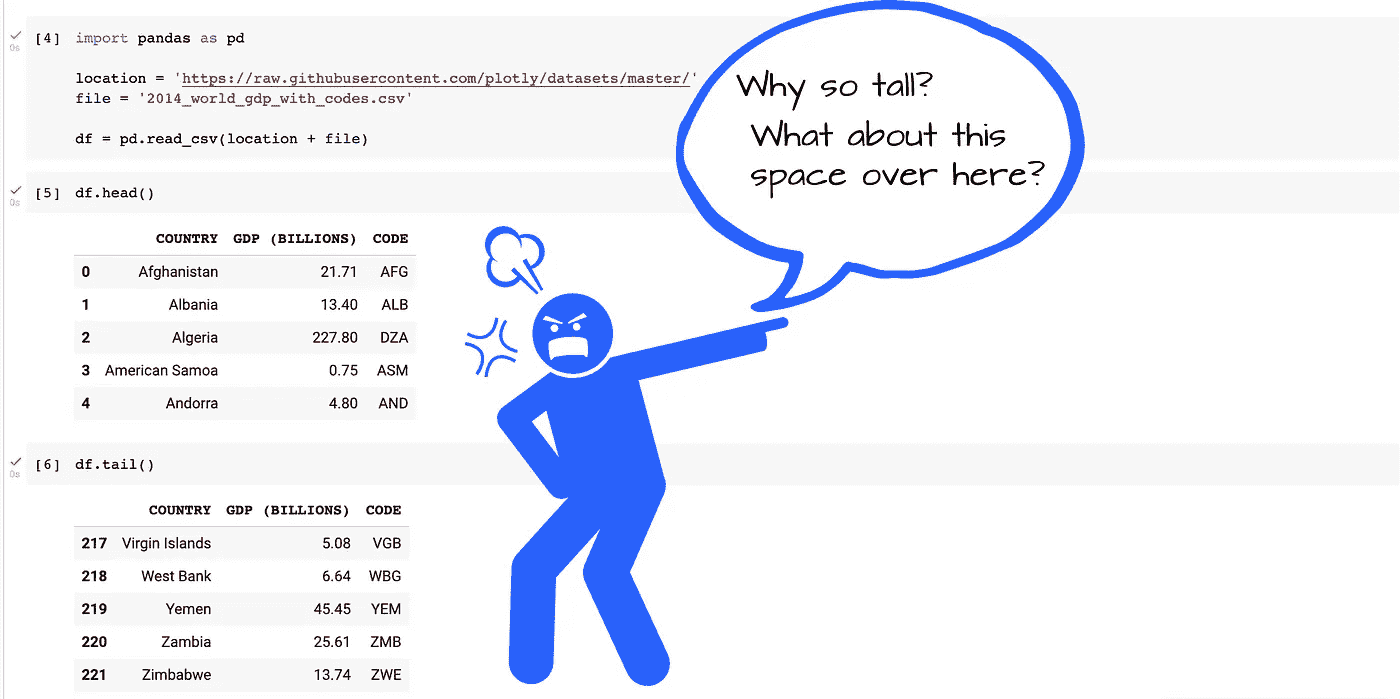 [4] import pandas as pd
location = 'https://raw.githubusercontent.com/plotly/datasets/master/'
file = '2014_world_gdp_with_codes.csv'
df = pd.read_csv(location + file)
0s
Why so tall?
What about this
space over here?
[5] df.head()
0s
COUNTRY GDP (BILLIONS) CODE
0 Afghanistan 21.71 AFG
1 Albania 13.40 ALB
2 Algeria 227.80 DZA
3 American Samoa 0.75 ASM
4 Andorra 4.80 AND
[6] df.tail()
0s
COUNTRY GDP (BILLIONS) CODE
217 Virgin Islands 5.08 VGB
218 West Bank 6.64 WBG
219 Yemen 45.45 YEM
220 Zambia 25.61 ZMB
221 Zimbabwe 13.74 ZWE